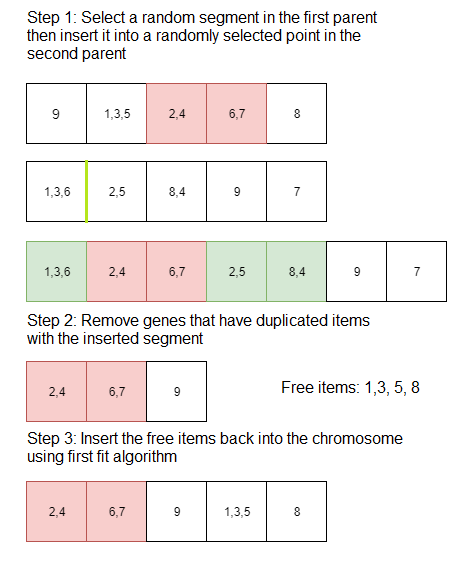 Step 1: Select a random segment in the first parent
then insert it into a randomly selected point in the
second parent
9 1,3,5 2,4 6,7 8
1,3,6 2,5 8,4 9 7
1,3,6 2,4 6,7 2,5 8,4 9 7
Step 2: Remove genes that have duplicated items
with the inserted segment
2,4 6,7 9 Free items: 1,3, 5, 8
Step 3: Insert the free items back into the chromosome
using first fit algorithm
2,4 6,7 9 1,3,5 8